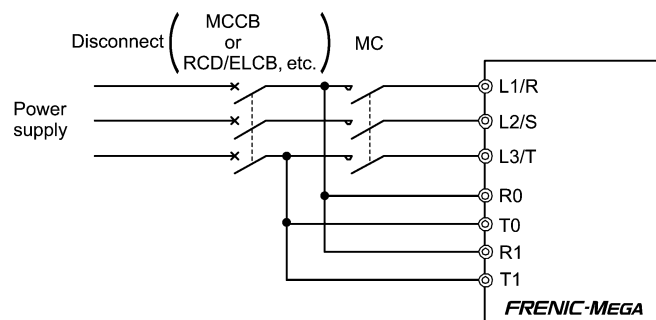 Disconnect
MCCB
or
RCD/ELCB, etc.
MC
Power
supply
L1/R
L2/S
L3/T
R0
T0
R1
T1
FRENIC-MEGA